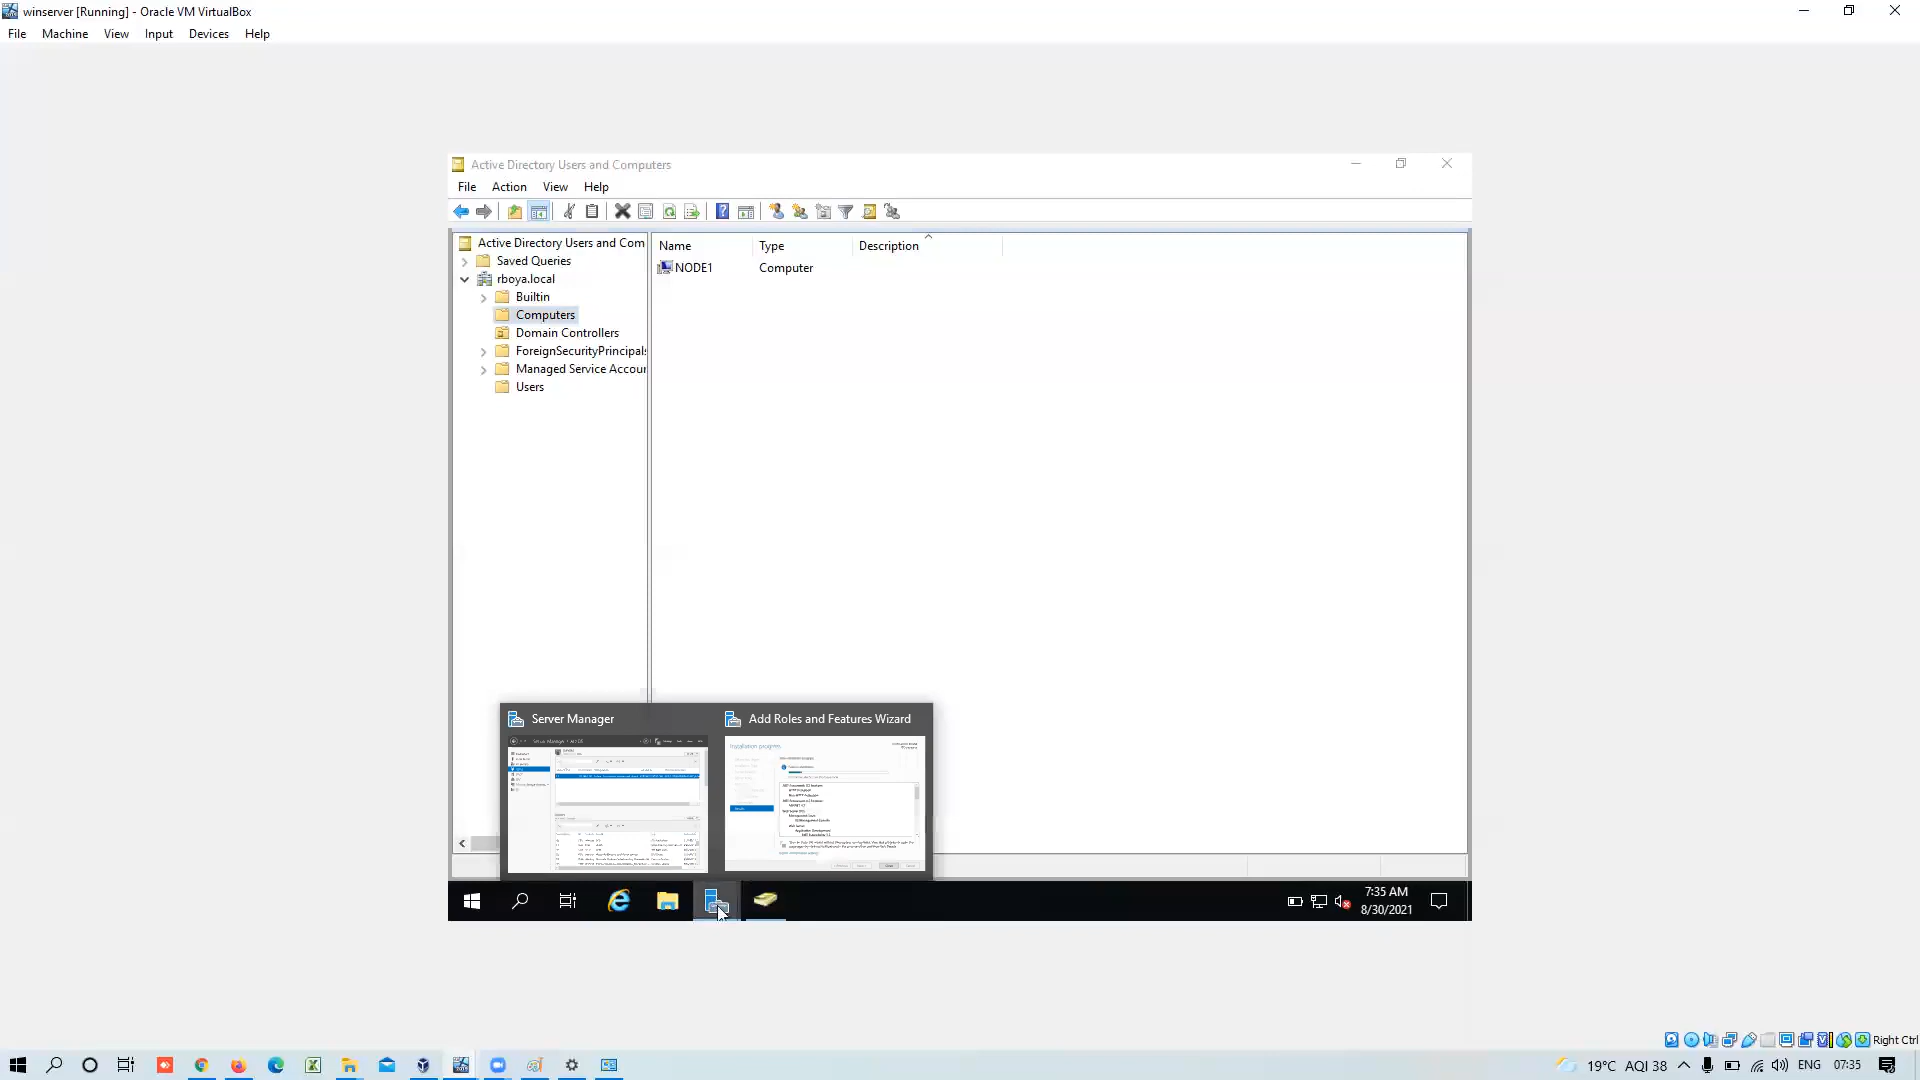 winserver [Running] - Oracle VM VirtualBox
File Machine View Input Devices Help
Active Directory Users and Computers
File Action View Help
Active Directory Users and Com
Saved Queries
rboya.local
Builtin
Computers
Domain Controllers
ForeignSecurityPrincipals
Managed Service Accour
Users
Name Type Description
NODE1 Computer
Server Manager
Add Roles and Features Wizard
Installation progress
7:35 AM
8/30/2021
Right Ctrl
19°C AQI 38 ENG 07:35